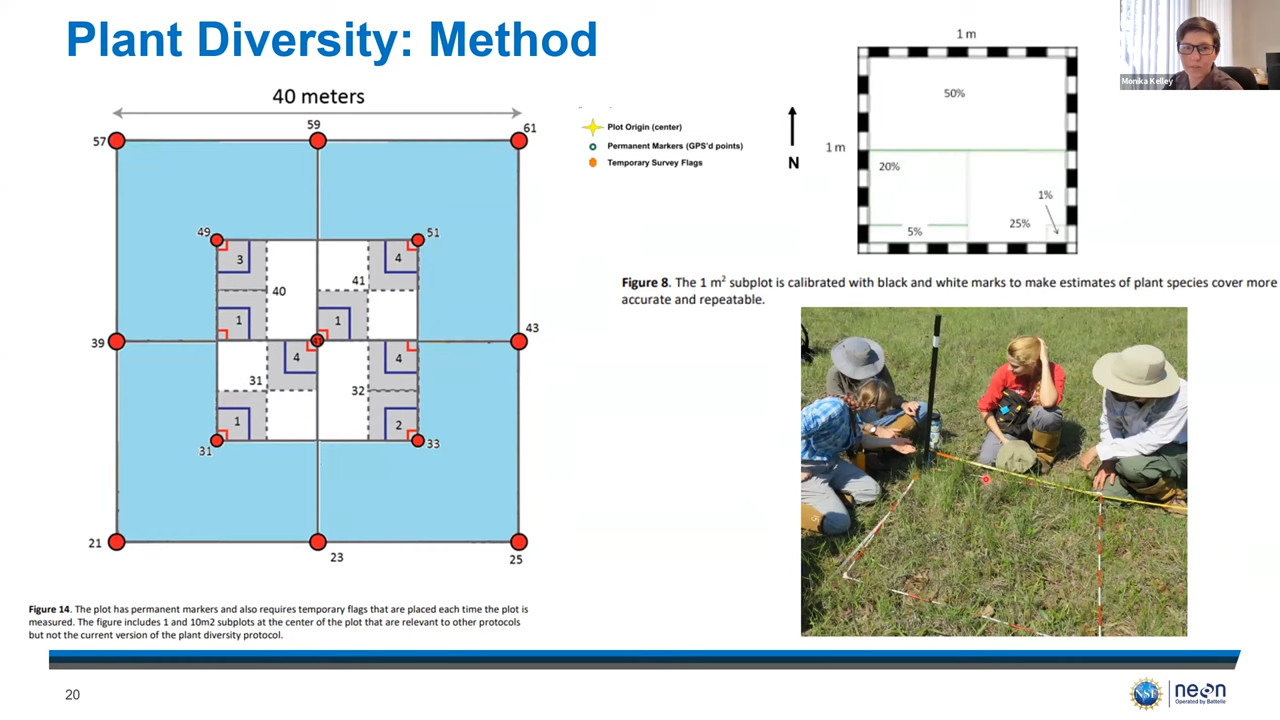 Plant Diversity: Method
40 meters
57
59
61
49
51
3
4
41
40
1
1
39
43
4
4
31
32
1
2
31
33
21
23
25
Figure 14. The plot has permanent markers and also requires temporary flags that are placed each time the plot is
measured. The figure includes 1 and 10m2 subplots at the center of the plot that are relevant to other protocols
but not the current version of the plant diversity protocol.
Plot Origin (center)
Permanent Markers (GPS'd points)
Temporary Survey Flags
N
1 m
1 m
50%
20%
1%
25%
5%
Figure 8. The 1 m² subplot is calibrated with black and white marks to make estimates of plant species cover more
accurate and repeatable.
Monika Kelley
20
NSF
neon
Operated by Battelle